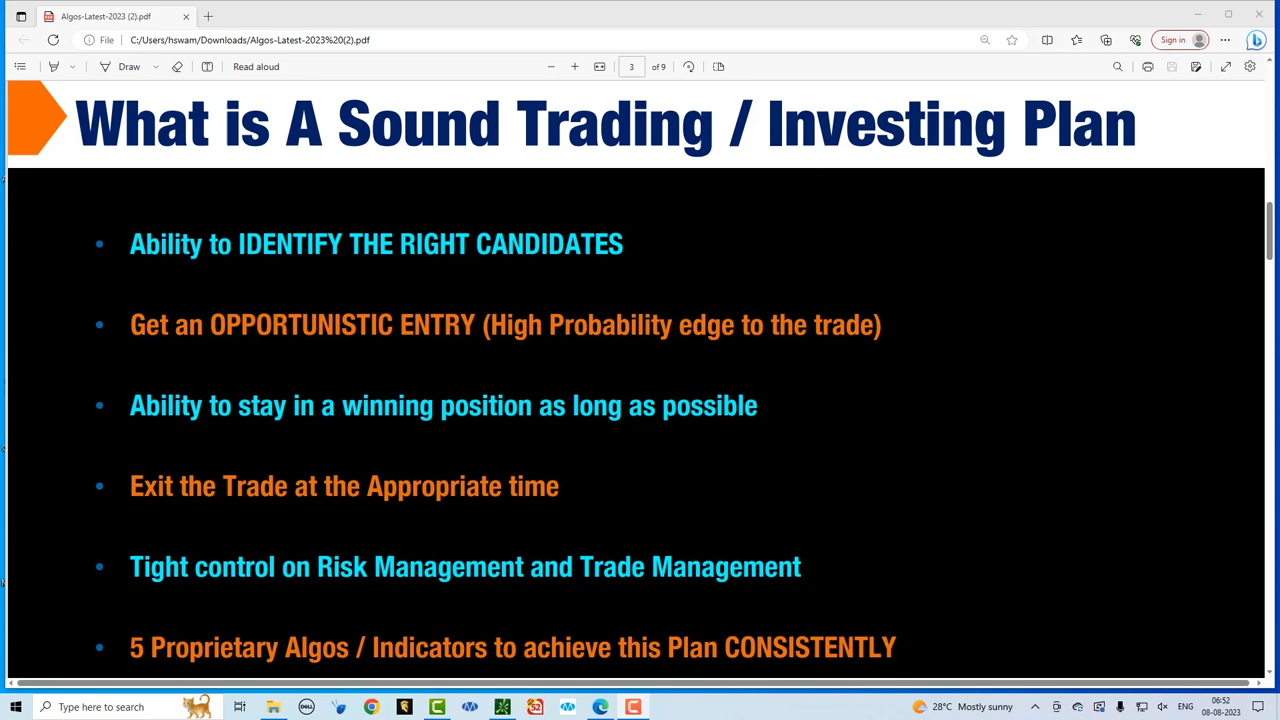 Algos-Latest-2023 (2).pdf
File
C:/Users/hswam/Downloads/Algos-Latest-2023%20(2).pdf
Sign in
Draw
Read aloud
3 of 9
What is A Sound Trading / Investing Plan
• Ability to IDENTIFY THE RIGHT CANDIDATES
• Get an OPPORTUNISTIC ENTRY (High Probability edge to the trade)
• Ability to stay in a winning position as long as possible
• Exit the Trade at the Appropriate time
• Tight control on Risk Management and Trade Management
• 5 Proprietary Algos / Indicators to achieve this Plan CONSISTENTLY
Type here to search
28°C Mostly sunny
ENG
06:52
08-08-2023